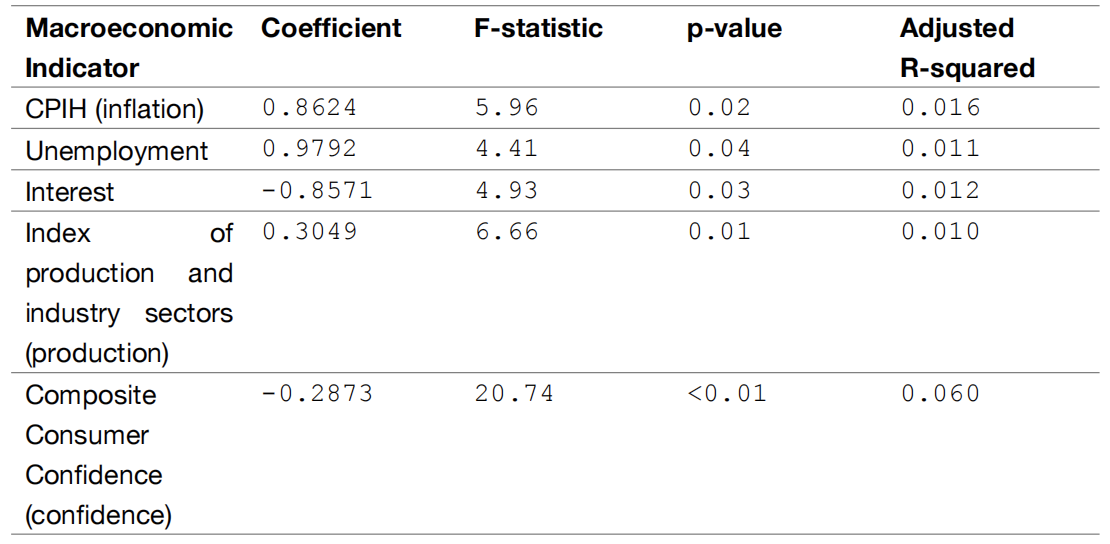 Macroeconomic Indicator Coefficient F-statistic p-value Adjusted R-squared
CPIH (inflation) 0.8624 5.96 0.02 0.016
Unemployment 0.9792 4.41 0.04 0.011
Interest -0.8571 4.93 0.03 0.012
Index of 0.3049 6.66 0.01 0.010
production and
industry sectors
(production)
Composite -0.2873 20.74 <0.01 0.060
Consumer
Confidence
(confidence)